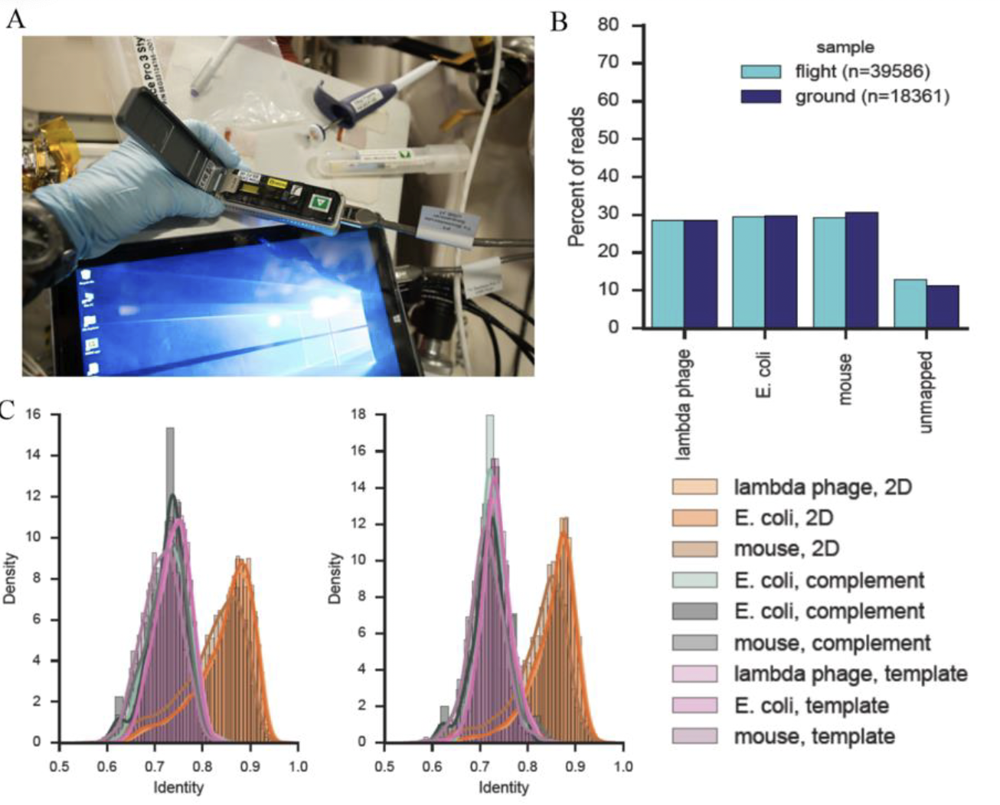 A
B
ce Pro 3 Sty
80
70
60
50
40
30
20
10
0
Percent of reads
sample
flight (n=39586)
ground (n=18361)
lambda phage
E. coli
mouse
unmapped
C
16
14
12
10
8
6
4
2
0
Density
0.5 0.6 0.7 0.8 0.9 1.0
Identity
18
16
14
12
10
8
6
4
2
0
Density
0.5 0.6 0.7 0.8 0.9 1.0
Identity
lambda phage, 2D
E. coli, 2D
mouse, 2D
E. coli, complement
E. coli, complement
mouse, complement
lambda phage, template
E. coli, template
mouse, template